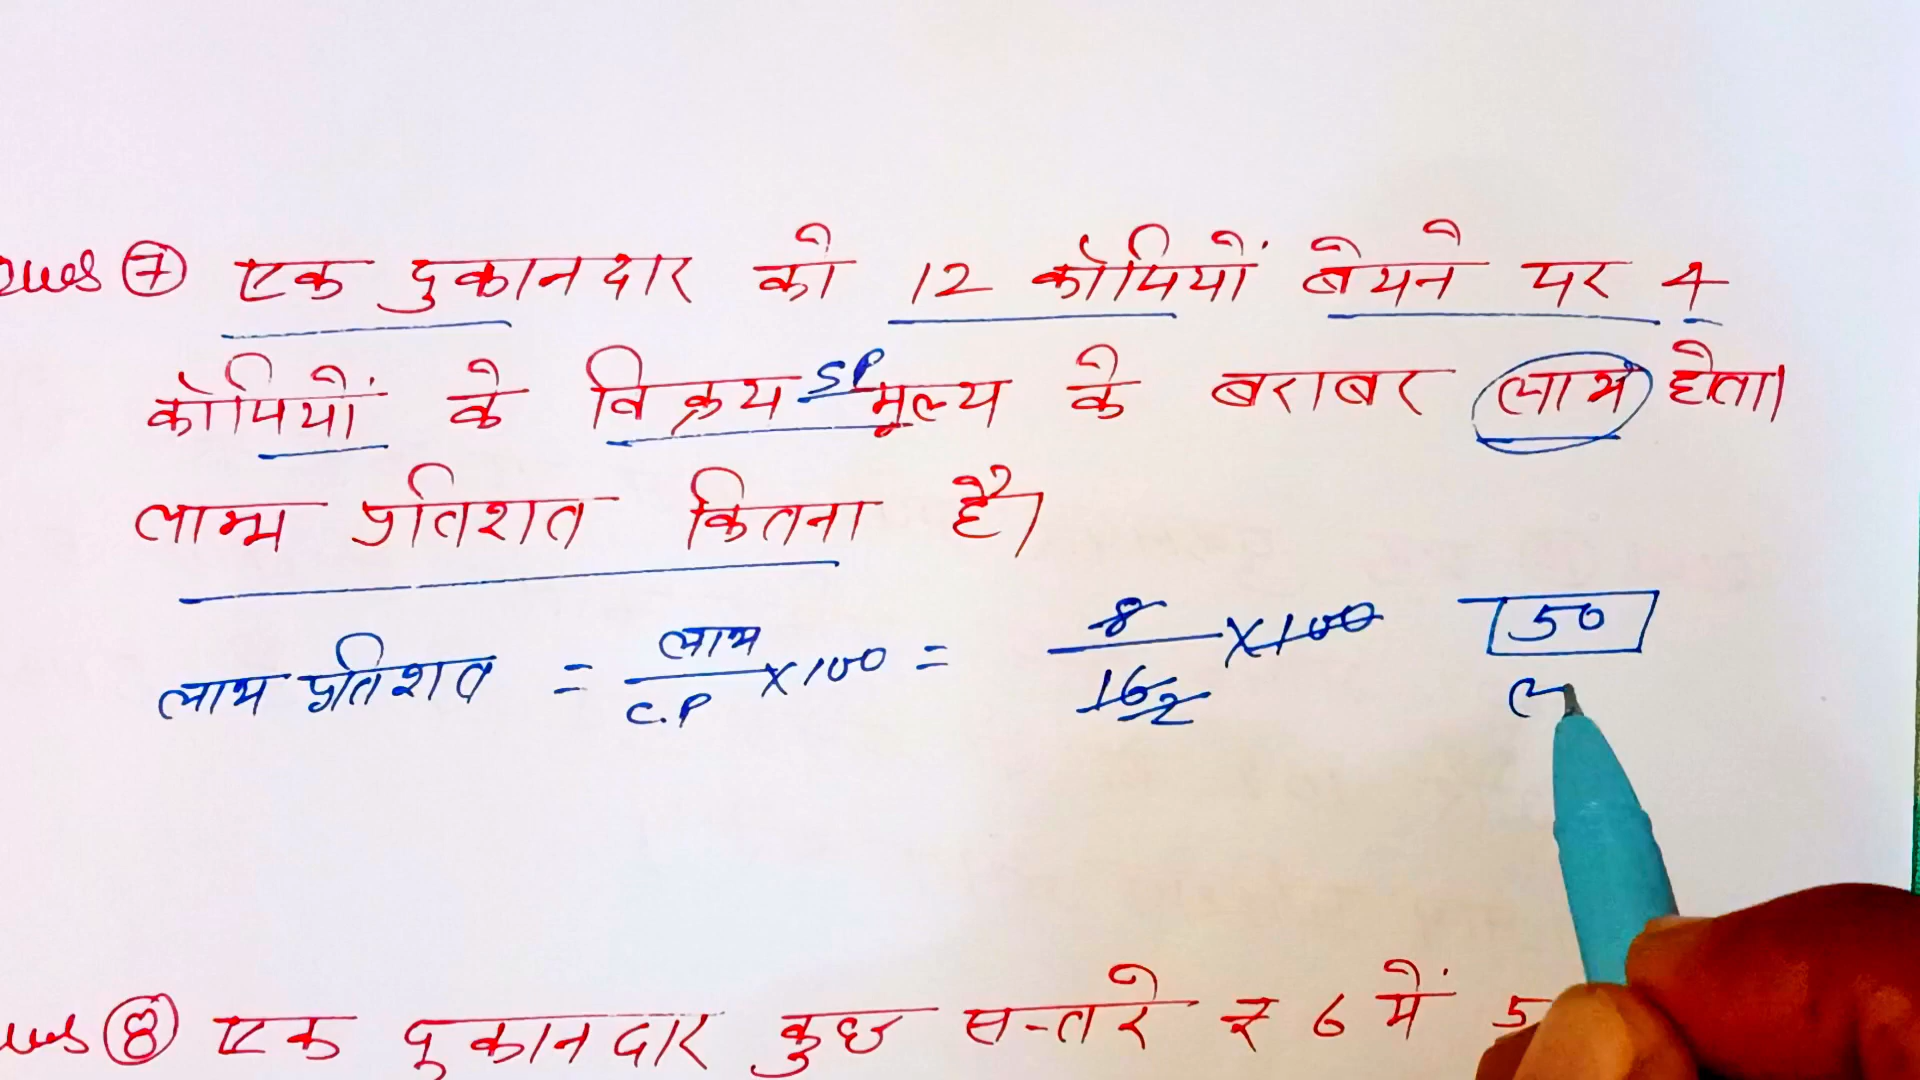 Ques ⑦ एक दुकानदार को 12 कोपियों बेचने पर 4
कोपियों के विक्रय SP मूल्य के बराबर लाभ होता।
लाभ प्रतिशत कितना है।
लाभ प्रतिशत = लाभ/C.P ×100 = 8/16 2 ×100 50
Ques ⑧ एक दुकानदार कुछ सन्तरे ₹ 6 में 5